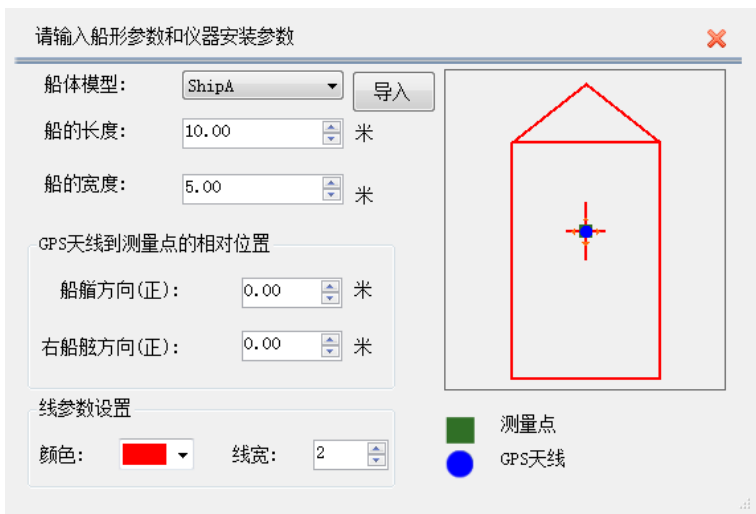 请输入船形参数和仪器安装参数
船体模型: ShipA 导入
船的长度: 10.00 米
船的宽度: 5.00 米
GPS天线到测量点的相对位置
船艏方向(正): 0.00 米
右船舷方向(正): 0.00 米
线参数设置
颜色: 线宽: 2
测量点
GPS天线